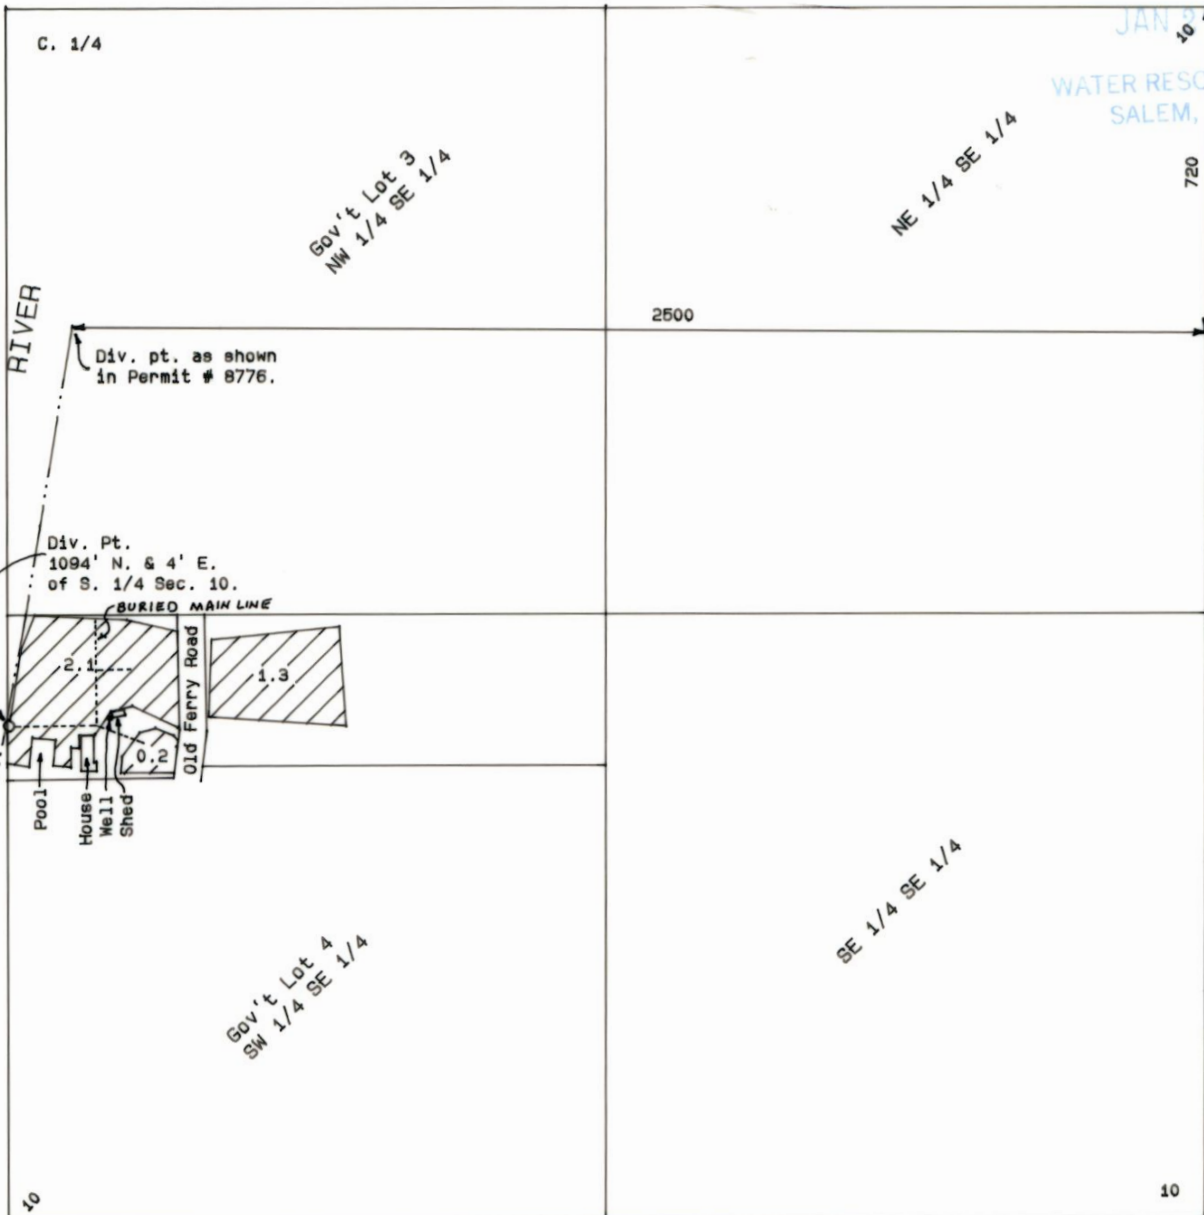 C. 1/4
JAN 2
10
WATER RESO
SALEM,
720
Gov't Lot 3
NW 1/4 SE 1/4
NE 1/4 SE 1/4
RIVER
2500
Div. pt. as shown
in Permit # 8776.
Div. Pt.
1094' N. & 4' E.
of S. 1/4 Sec. 10.
BURIED MAIN LINE
2.1
Old Ferry Road
1.3
0.2
Pool
House
Well
Shed
Gov't Lot 4
SW 1/4 SE 1/4
SE 1/4 SE 1/4
10
10